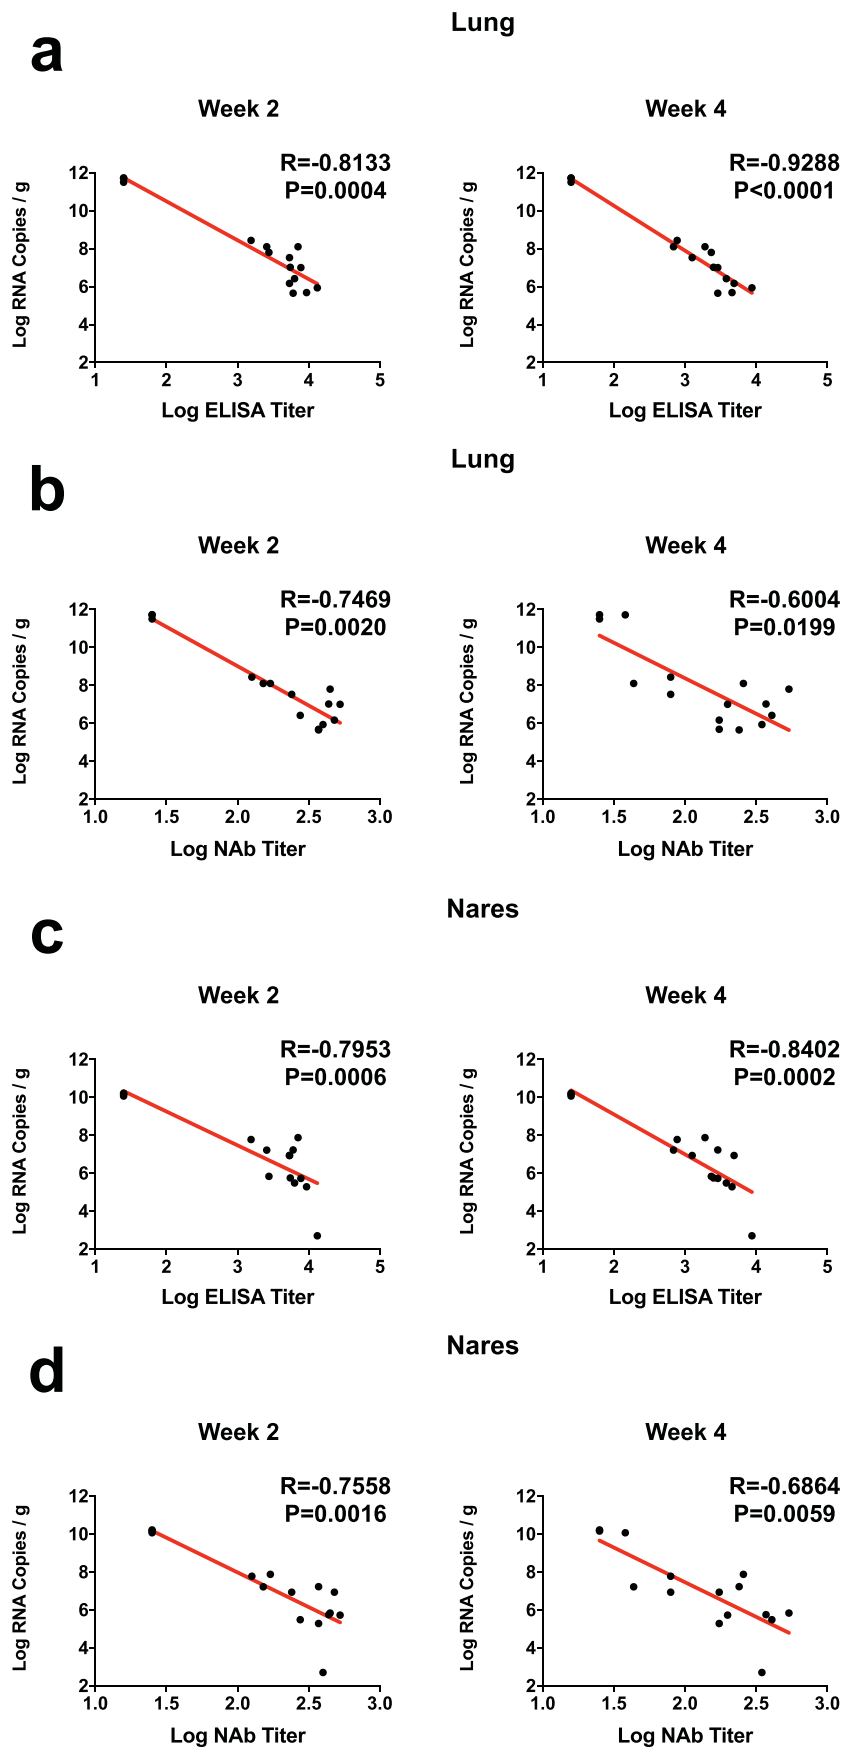 Lung
a
Week 2
Week 4
R=-0.8133
P=0.0004
R=-0.9288
P<0.0001
Log RNA Copies / g
12
10
8
6
4
2
1 2 3 4 5
Log ELISA Titer
Log RNA Copies / g
12
10
8
6
4
2
1 2 3 4 5
Log ELISA Titer
Lung
b
Week 2
Week 4
R=-0.7469
P=0.0020
R=-0.6004
P=0.0199
Log RNA Copies / g
12
10
8
6
4
2
1.0 1.5 2.0 2.5 3.0
Log NAb Titer
Log RNA Copies / g
12
10
8
6
4
2
1.0 1.5 2.0 2.5 3.0
Log NAb Titer
Nares
c
Week 2
Week 4
R=-0.7953
P=0.0006
R=-0.8402
P=0.0002
Log RNA Copies / g
12
10
8
6
4
2
1 2 3 4 5
Log ELISA Titer
Log RNA Copies / g
12
10
8
6
4
2
1 2 3 4 5
Log ELISA Titer
Nares
d
Week 2
Week 4
R=-0.7558
P=0.0016
R=-0.6864
P=0.0059
Log RNA Copies / g
12
10
8
6
4
2
1.0 1.5 2.0 2.5 3.0
Log NAb Titer
Log RNA Copies / g
12
10
8
6
4
2
1.0 1.5 2.0 2.5 3.0
Log NAb Titer